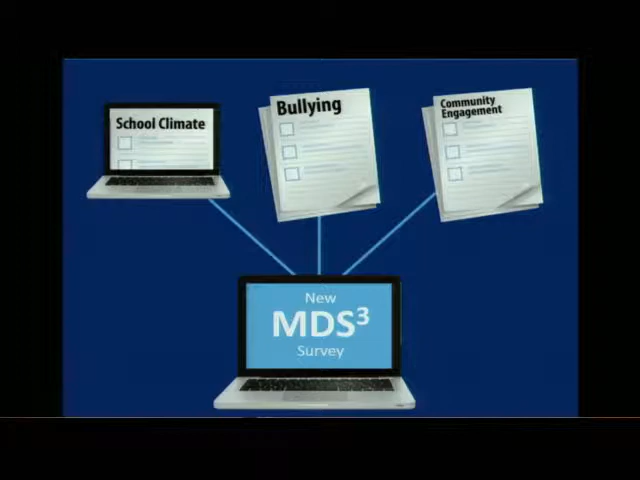 School Climate
Bullying
Community
Engagement
New
MDS³
Survey